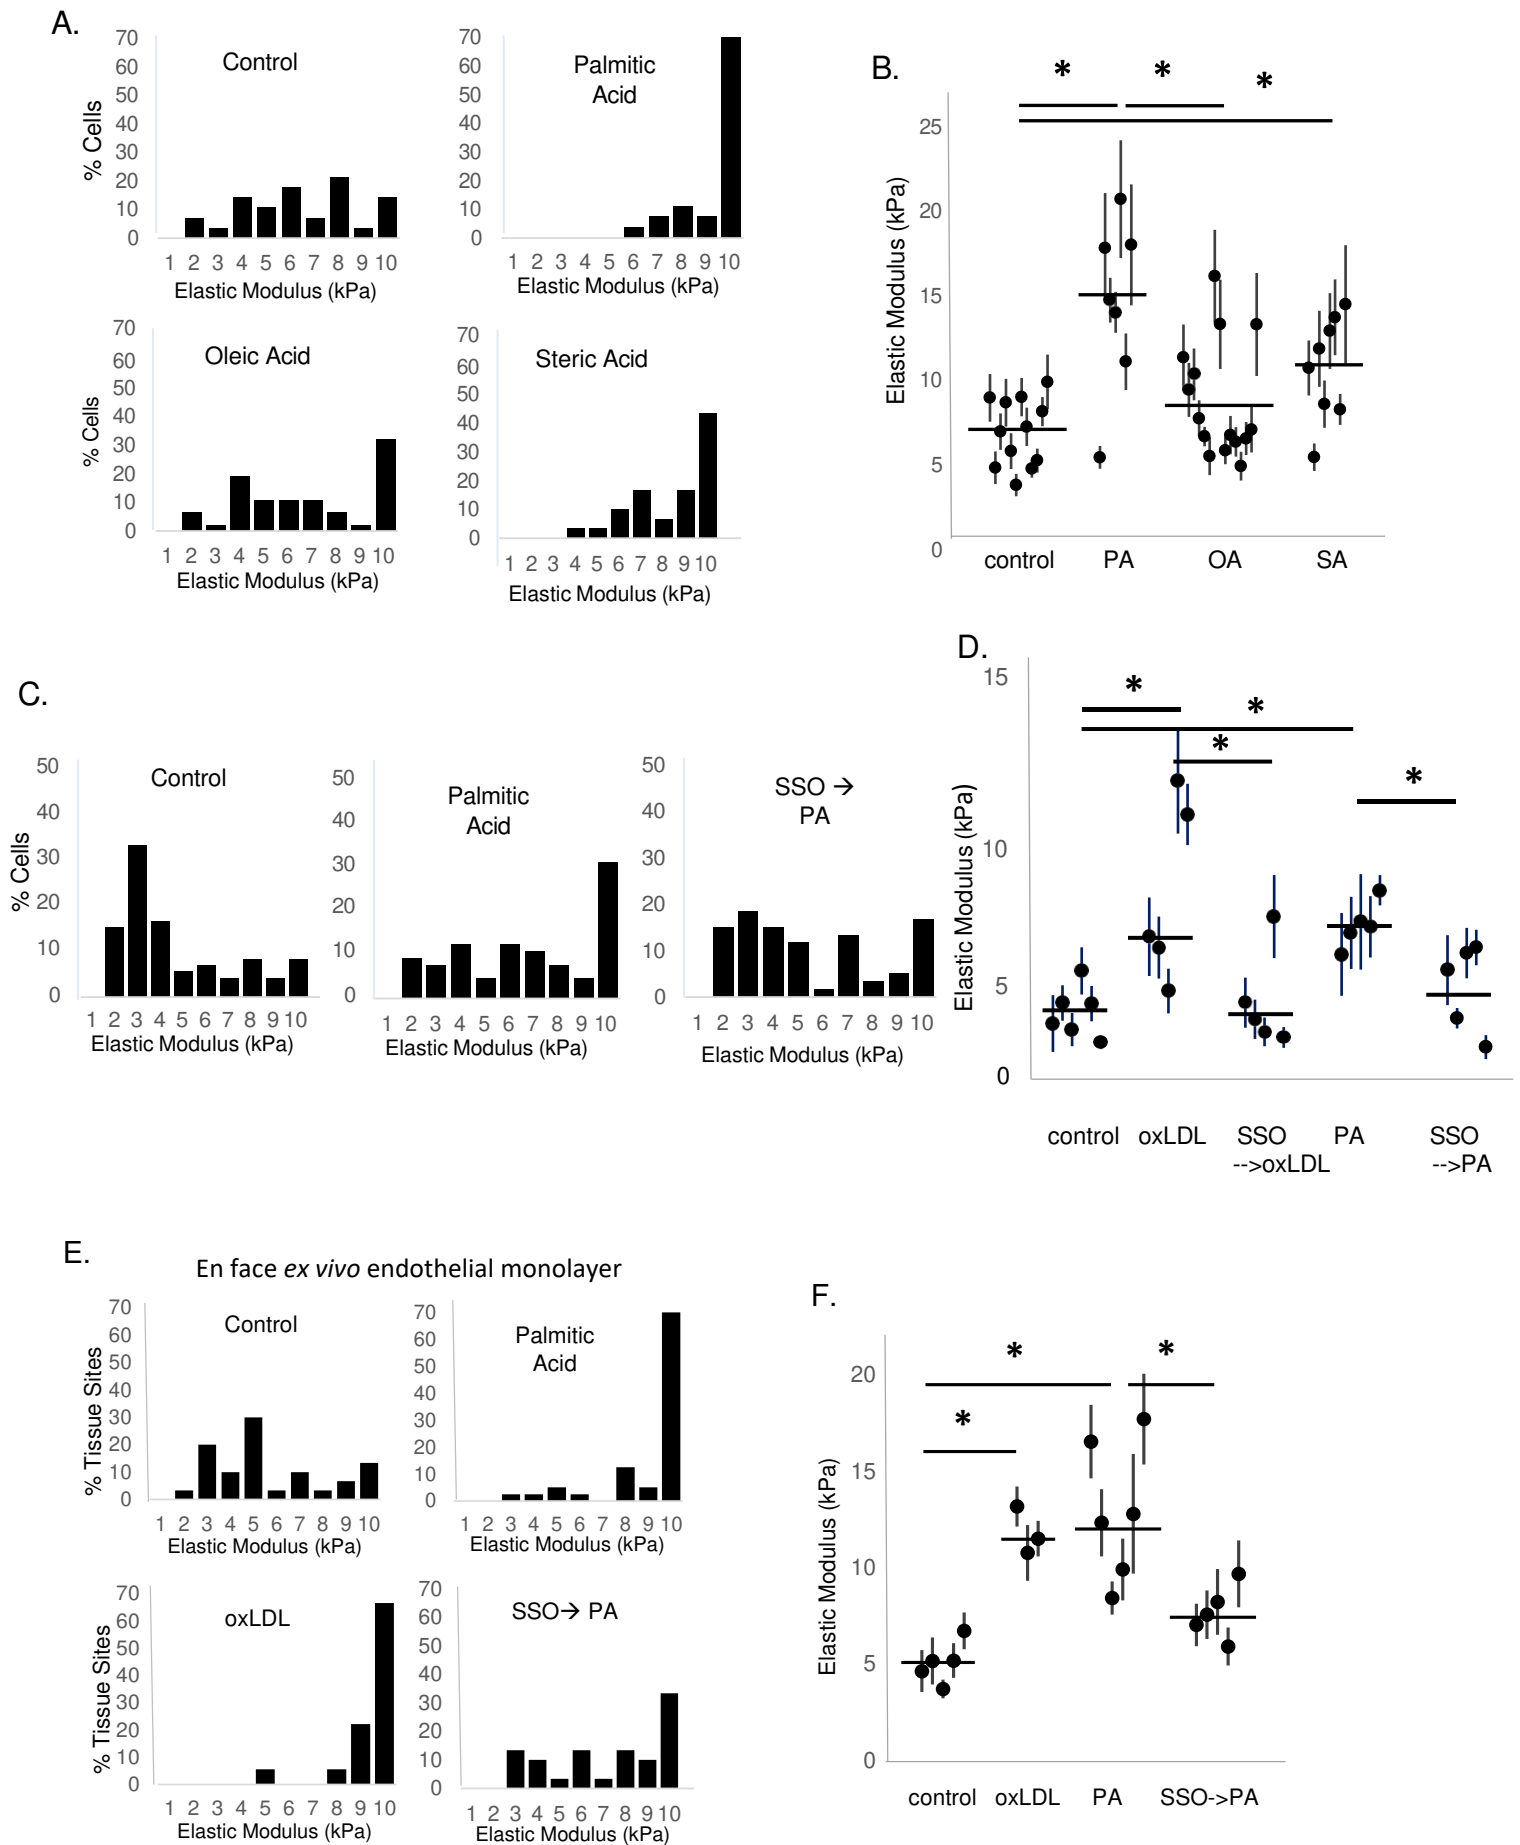 A.
70
60
50
40
30
20
10
0
% Cells
Control
1 2 3 4 5 6 7 8 9 10
Elastic Modulus (kPa)
70
60
50
40
30
20
10
0
Palmitic
Acid
1 2 3 4 5 6 7 8 9 10
Elastic Modulus (kPa)
70
60
50
40
30
20
10
0
% Cells
Oleic Acid
1 2 3 4 5 6 7 8 9 10
Elastic Modulus (kPa)
70
60
50
40
30
20
10
0
Steric Acid
1 2 3 4 5 6 7 8 9 10
Elastic Modulus (kPa)
B.
* * *
25
20
15
10
5
0
Elastic Modulus (kPa)
control PA OA SA
C.
50
40
30
20
10
0
% Cells
Control
1 2 3 4 5 6 7 8 9 10
Elastic Modulus (kPa)
50
40
30
20
10
0
Palmitic
Acid
1 2 3 4 5 6 7 8 9 10
Elastic Modulus (kPa)
50
40
30
20
10
0
SSO →
PA
1 2 3 4 5 6 7 8 9 10
Elastic Modulus (kPa)
D.
15
10
5
0
Elastic Modulus (kPa)
*
*
*
*
control oxLDL SSO PA SSO
-->oxLDL -->PA
E.
En face ex vivo endothelial monolayer
70
60
50
40
30
20
10
0
% Tissue Sites
Control
1 2 3 4 5 6 7 8 9 10
Elastic Modulus (kPa)
70
60
50
40
30
20
10
0
Palmitic
Acid
1 2 3 4 5 6 7 8 9 10
Elastic Modulus (kPa)
70
60
50
40
30
20
10
0
% Tissue Sites
oxLDL
1 2 3 4 5 6 7 8 9 10
Elastic Modulus (kPa)
70
60
50
40
30
20
10
0
SSO→ PA
1 2 3 4 5 6 7 8 9 10
Elastic Modulus (kPa)
F.
* *
*
20
15
10
5
0
Elastic Modulus (kPa)
control oxLDL PA SSO->PA